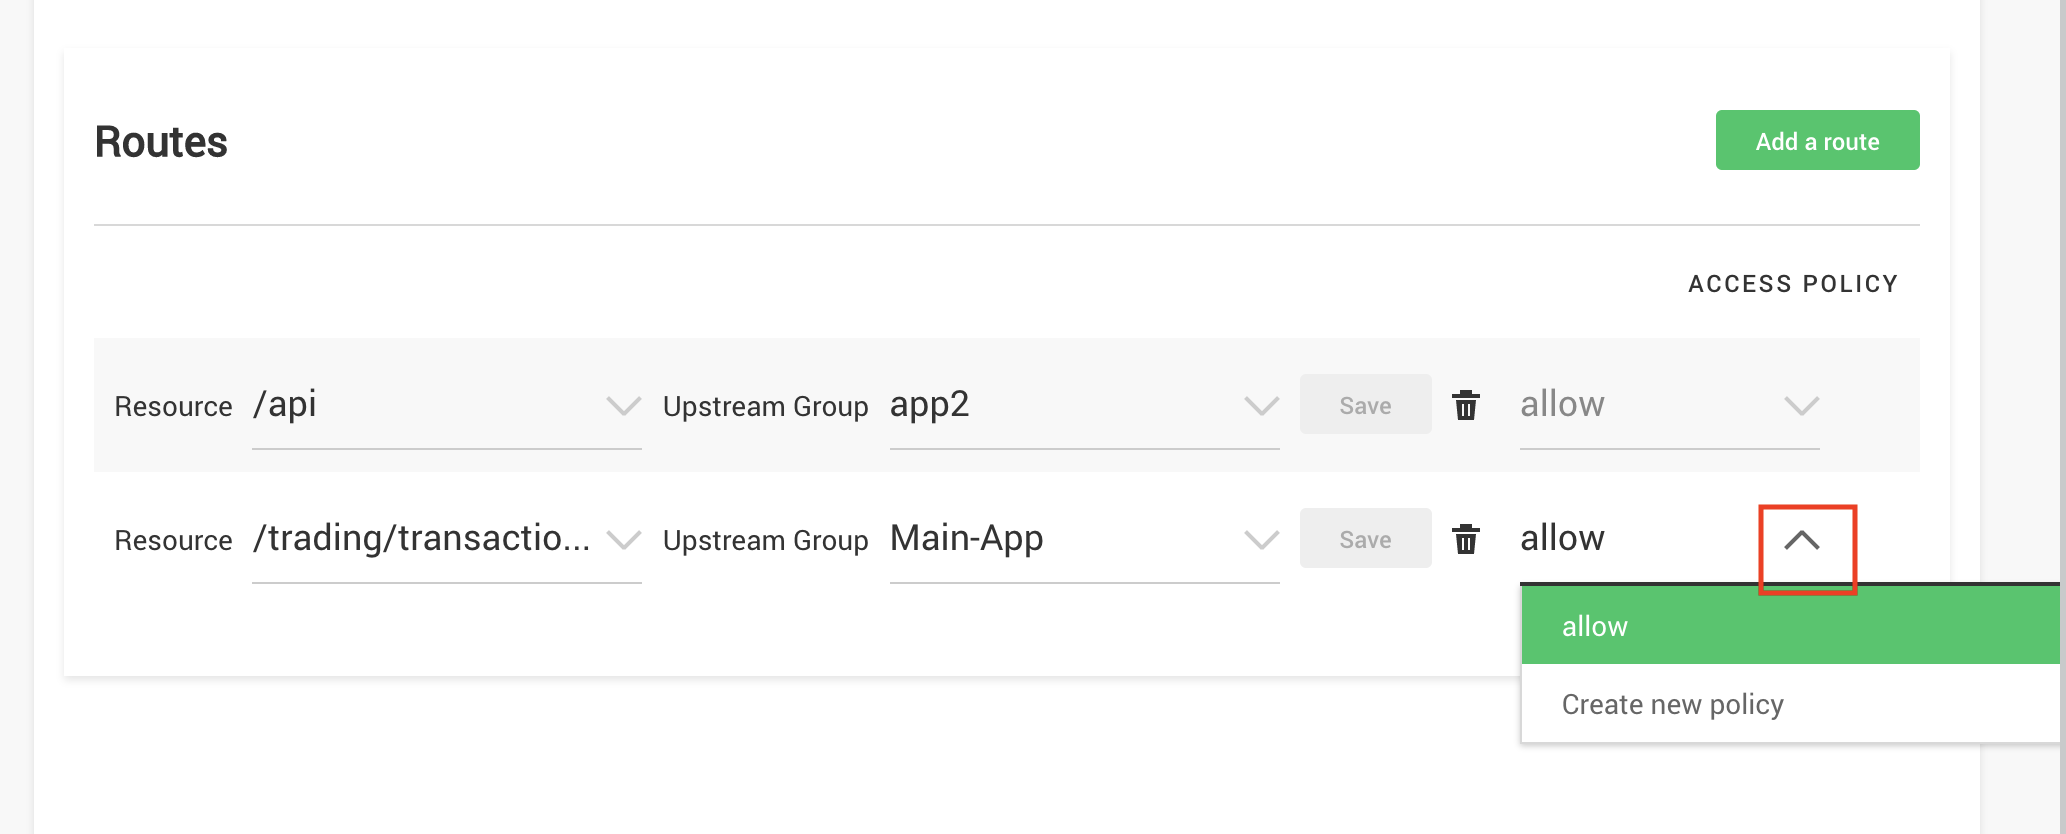 Routes
Add a route
ACCESS POLICY
Resource /api Upstream Group app2 Save allow
Resource /trading/transactio... Upstream Group Main-App Save allow
allow
Create new policy